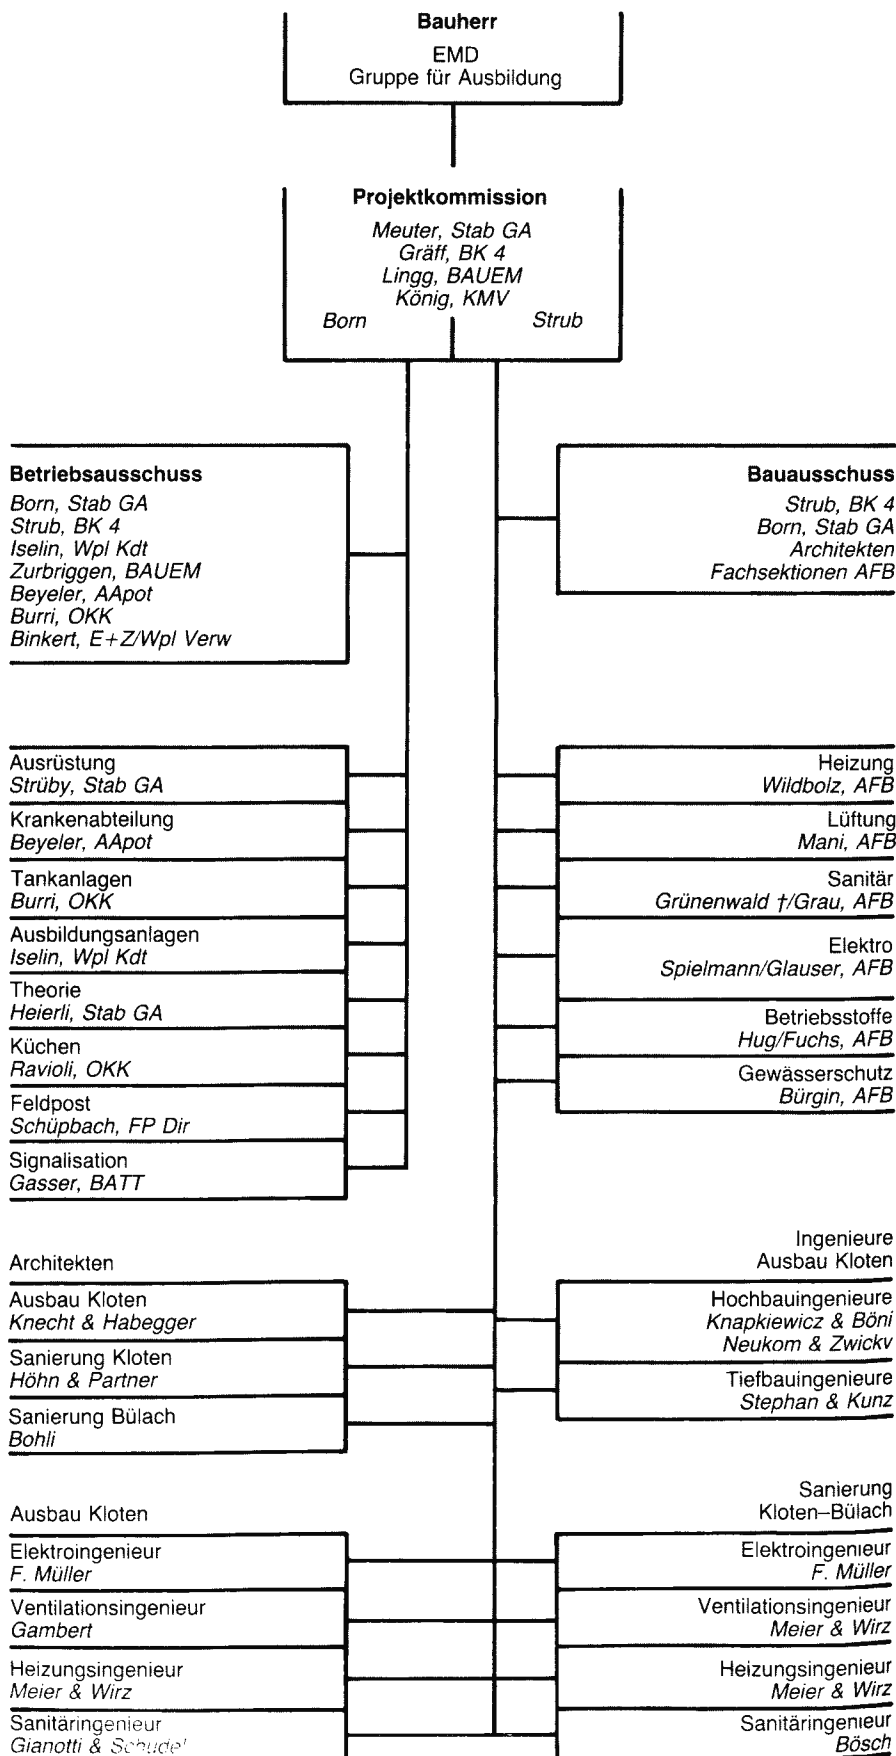 Bauherr
EMD
Gruppe für Ausbildung
Projektkommission
Meuter, Stab GA
Gräff, BK 4
Lingg, BAUEM
König, KMV
Born
Strub
Betriebsausschuss
Born, Stab GA
Strub, BK 4
Iselin, Wpl Kdt
Zurbriggen, BAUEM
Beyeler, AApot
Burri, OKK
Binkert, E+Z/Wpl Verw
Bauausschuss
Strub, BK 4
Born, Stab GA
Architekten
Fachsektionen AFB
Ausrüstung
Strüby, Stab GA
Krankenabteilung
Beyeler, AApot
Tankanlagen
Burri, OKK
Ausbildungsanlagen
Iselin, Wpl Kdt
Theorie
Heierli, Stab GA
Küchen
Ravioli, OKK
Feldpost
Schüpbach, FP Dir
Signalisation
Gasser, BATT
Heizung
Wildbolz, AFB
Lüftung
Mani, AFB
Sanitär
Grünenwald †/Grau, AFB
Elektro
Spielmann/Glauser, AFB
Betriebsstoffe
Hug/Fuchs, AFB
Gewässerschutz
Bürgin, AFB
Architekten
Ausbau Kloten
Knecht & Habegger
Sanierung Kloten
Höhn & Partner
Sanierung Bülach
Bohli
Ingenieure
Ausbau Kloten
Hochbauingenieure
Knapkiewicz & Böni
Neukom & Zwickv
Tiefbauingenieure
Stephan & Kunz
Ausbau Kloten
Elektroingenieur
F. Müller
Ventilationsingenieur
Gambert
Heizungsingenieur
Meier & Wirz
Sanitäringenieur
Gianotti & Schudel
Sanierung
Kloten–Bülach
Elektroingenieur
F. Müller
Ventilationsingenieur
Meier & Wirz
Heizungsingenieur
Meier & Wirz
Sanitäringenieur
Bösch